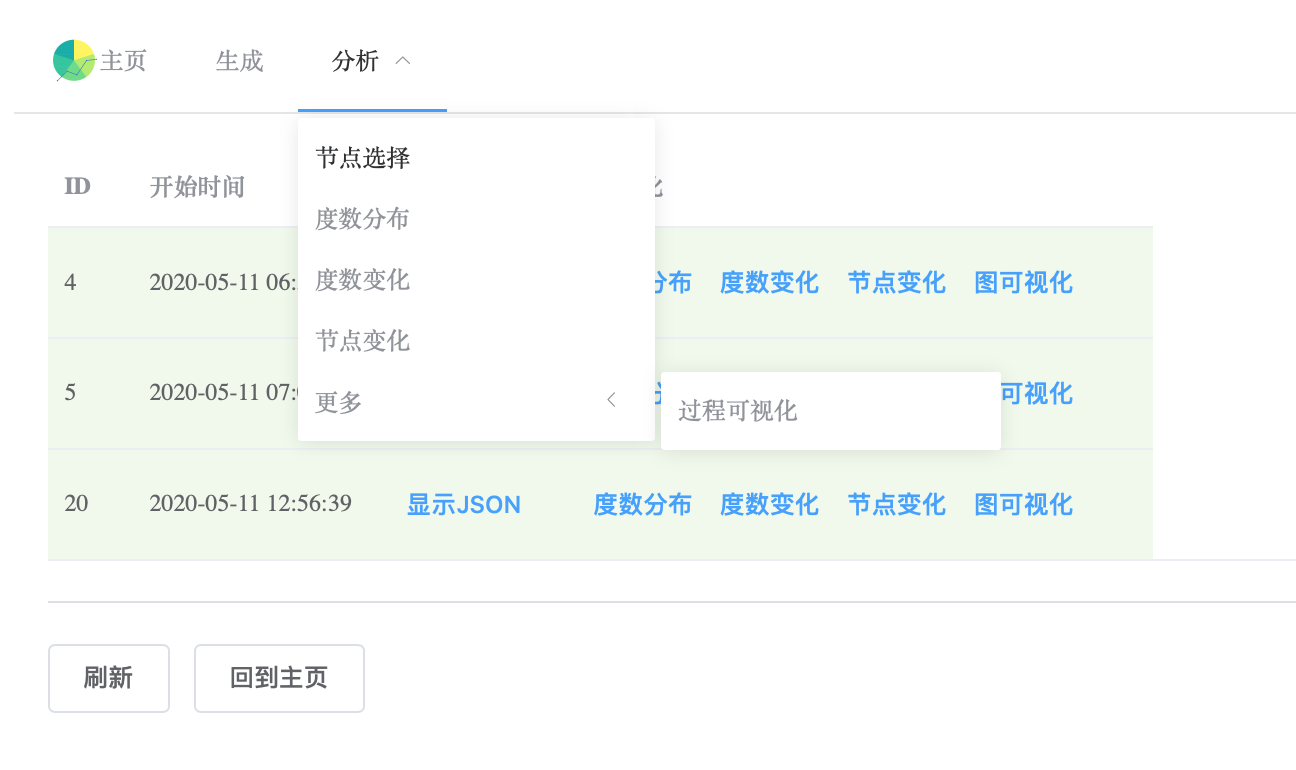 主页 生成 分析
节点选择
ID 开始时间
度数分布
4 2020-05-11 06: 度数变化 分布 度数变化 节点变化 图可视化
节点变化
5 2020-05-11 07: 更多 过程可视化 可视化
20 2020-05-11 12:56:39 显示JSON 度数分布 度数变化 节点变化 图可视化
刷新 回到主页